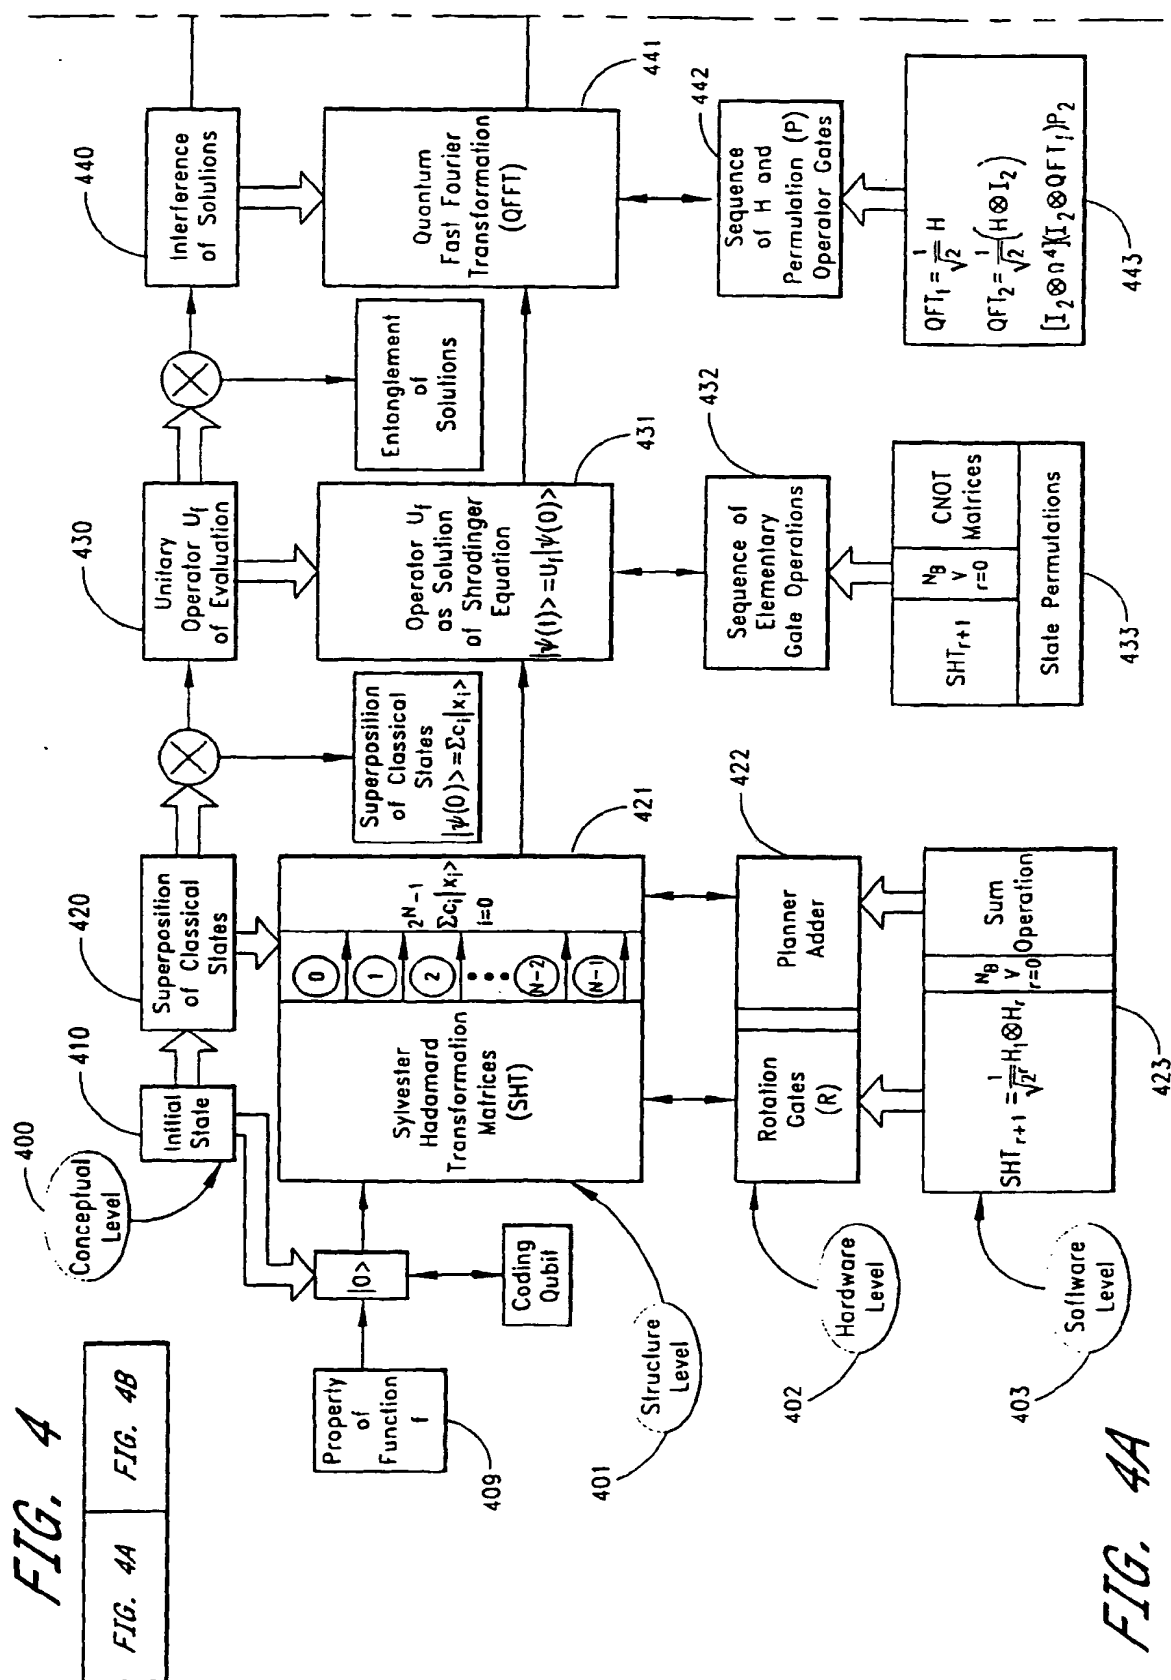 FIG. 4
FIG. 4A
FIG. 4B
400
Conceptual
Level
410
Initial
State
420
Superposition
of Classical
States
430
Unitary
Operator Uf
of Evaluation
440
Interference
of Solutions
Property
of
Function
f
409
|0>
Coding
Qubit
Sylvester
Hadamard
Transformation
Matrices
(SHT)
0
1
2
N-2
(N-1)
2^N-1
Σc_i|x_i>
i=0
421
Superposition
of Classical
States
|ψ(0)>=Σc_i|x_i>
Operator Uf
as Solution
of Shrodinger
Equation
|ψ(1)>=Uf|ψ(0)>
431
Entanglement
of
Solutions
Quantum
Fast Fourier
Transformation
(QFFT)
441
401
Structure
Level
402
Hardware
Level
Rotation
Gates
(R)
Planner
Adder
422
Sequence of
Elementary
Gate Operations
432
Sequence
of H and
Permulation (P)
Operator Gates
442
403
Software
Level
SHT_r+1=1/√2^r H_1⊗H_r
N_B
V
r=0
Sum
Operation
423
SHT_r+1
N_B
V
r=0
CNOT
Matrices
State Permutations
433
QFT_1=1/√2 H
QFT_2=1/√2(H⊗I_2)
[I_2⊗n^4](I_2⊗QFT_1)P_2
443
FIG. 4A